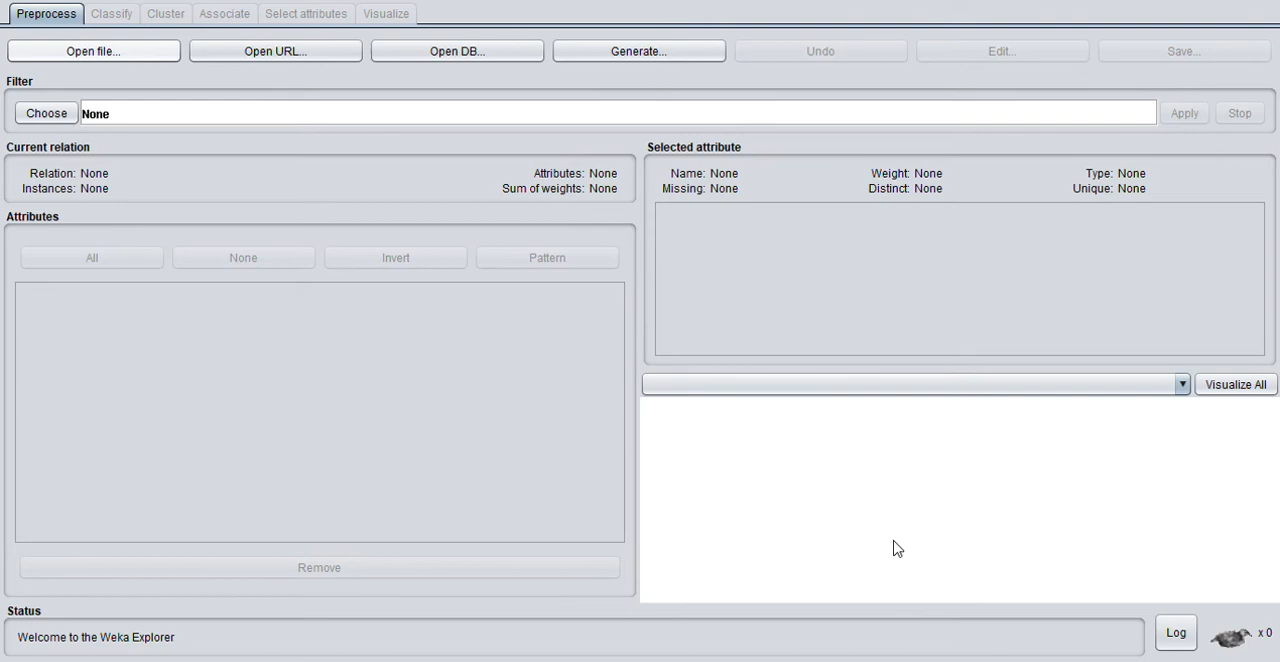 Preprocess Classify Cluster Associate Select attributes Visualize
Open file... Open URL... Open DB... Generate... Undo Edit... Save...
Filter
Choose None Apply Stop
Current relation
Relation: None Attributes: None
Instances: None Sum of weights: None
Selected attribute
Name: None Weight: None Type: None
Missing: None Distinct: None Unique: None
Attributes
All None Invert Pattern
Remove
Visualize All
Status
Welcome to the Weka Explorer
Log x 0